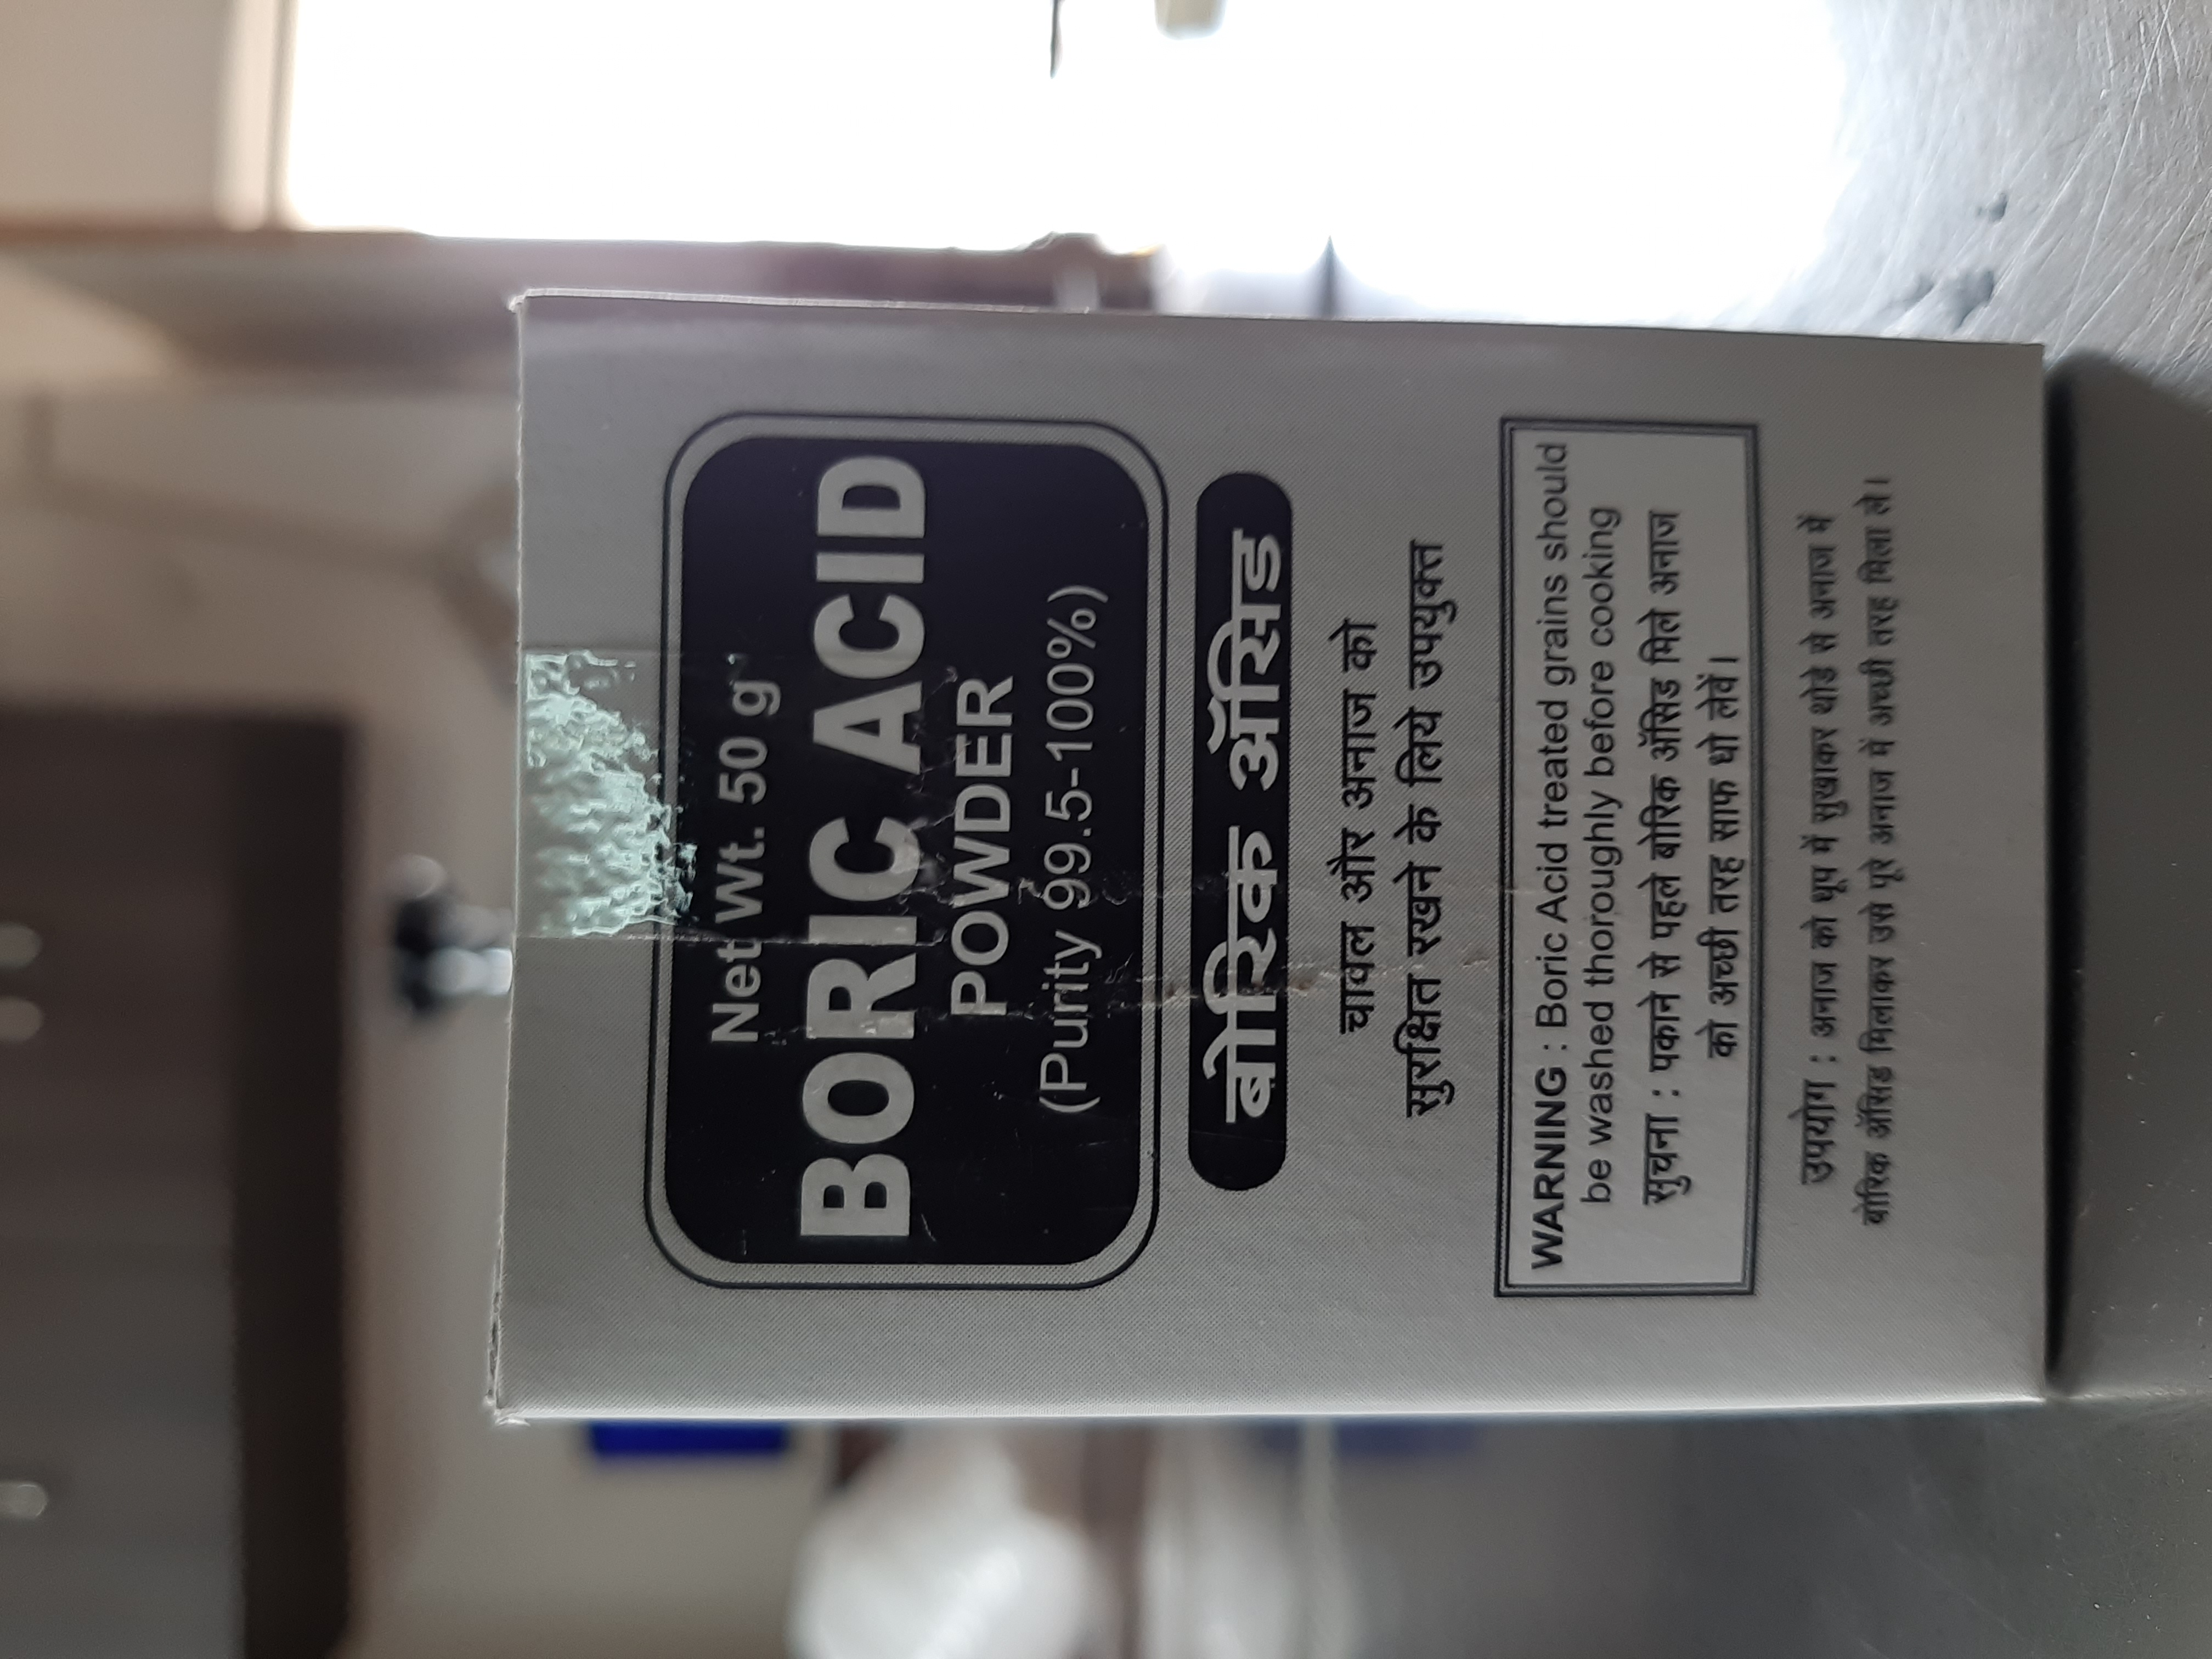 Net Wt. 50 g
BORIC ACID
POWDER
(Purity 99.5-100%)
बोरिक ॲसिड
चावल और अनाज को
सुरक्षित रखने के लिये उपयुक्त
WARNING : Boric Acid treated grains should
be washed thoroughly before cooking
सुचना : पकाने से पहले बोरिक ॲसिड मिले अनाज
को अच्छी तरह साफ धो लेवें।
उपयोग : अनाज को धूप में सुखाकर थोडे से अनाज में
बोरिक ॲसिड मिलाकर उसे पूरे अनाज में अच्छी तरह मिला ले।